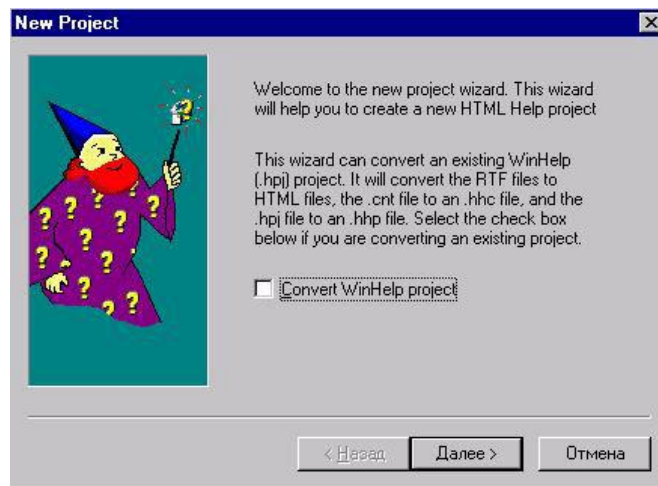 New Project
Welcome to the new project wizard. This wizard
will help you to create a new HTML Help project
This wizard can convert an existing WinHelp
(.hpj) project. It will convert the RTF files to
HTML files, the .cnt file to an .hhc file, and the
.hpj file to an .hhp file. Select the check box
below if you are converting an existing project.
Convert WinHelp project
< Назад Далее > Отмена